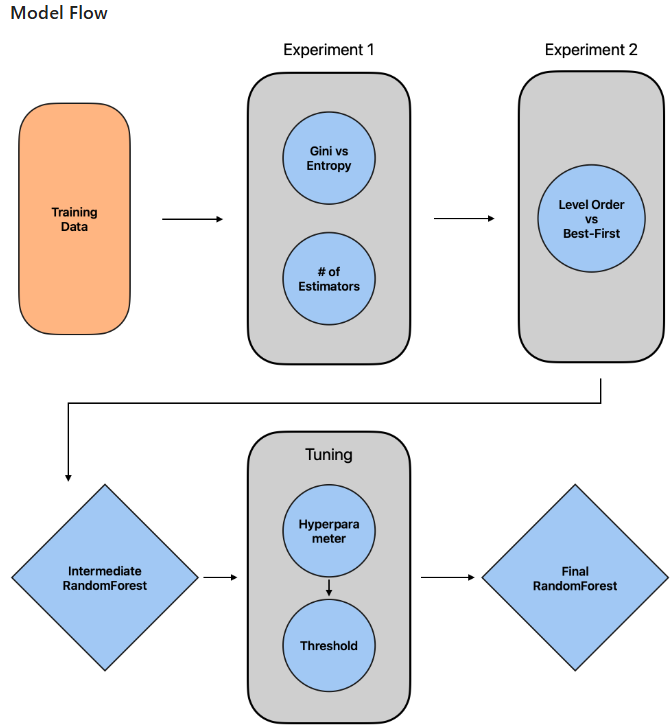 Model Flow
Experiment 1
Experiment 2
Training
Data
Gini vs
Entropy
# of
Estimators
Level Order
vs
Best-First
Intermediate
RandomForest
Tuning
Hyperpara
meter
Threshold
Final
RandomForest